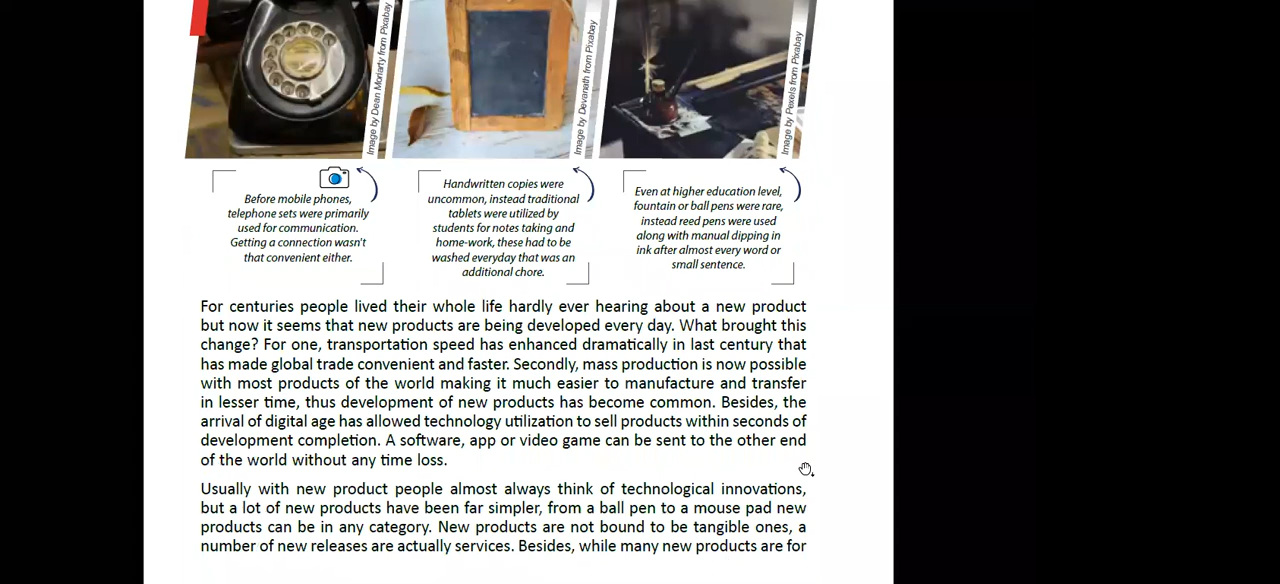 Image by Dean Moriarty from Pixabay
Image by Devanath from Pixabay
Image by Pexels from Pixabay
Before mobile phones,
telephone sets were primarily
used for communication.
Getting a connection wasn't
that convenient either.
Handwritten copies were
uncommon, instead traditional
tablets were utilized by
students for notes taking and
home-work, these had to be
washed everyday that was an
additional chore.
Even at higher education level,
fountain or ball pens were rare,
instead reed pens were used
along with manual dipping in
ink after almost every word or
small sentence.
For centuries people lived their whole life hardly ever hearing about a new product
but now it seems that new products are being developed every day. What brought this
change? For one, transportation speed has enhanced dramatically in last century that
has made global trade convenient and faster. Secondly, mass production is now possible
with most products of the world making it much easier to manufacture and transfer
in lesser time, thus development of new products has become common. Besides, the
arrival of digital age has allowed technology utilization to sell products within seconds of
development completion. A software, app or video game can be sent to the other end
of the world without any time loss.
Usually with new product people almost always think of technological innovations,
but a lot of new products have been far simpler, from a ball pen to a mouse pad new
products can be in any category. New products are not bound to be tangible ones, a
number of new releases are actually services. Besides, while many new products are for